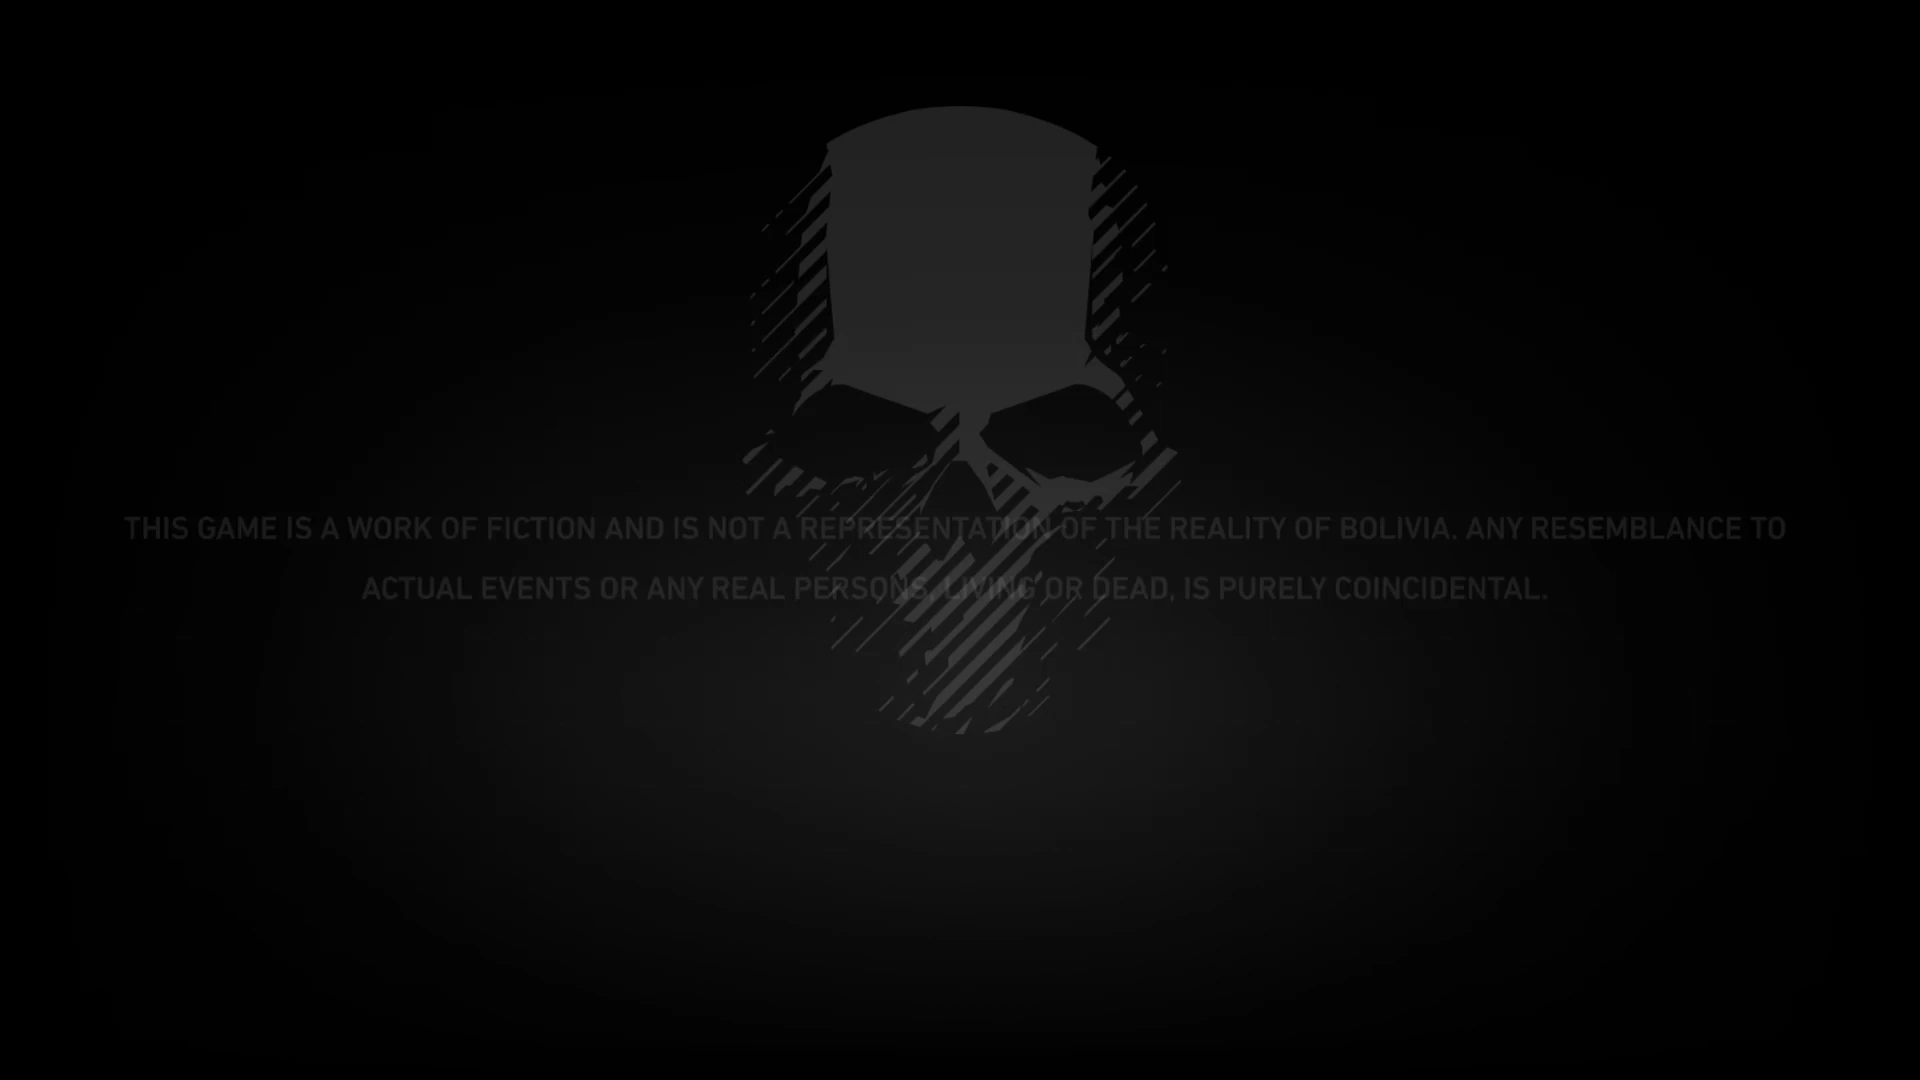 THIS GAME IS A WORK OF FICTION AND IS NOT A REPRESENTATION OF THE REALITY OF BOLIVIA. ANY RESEMBLANCE TO
ACTUAL EVENTS OR ANY REAL PERSONS, LIVING OR DEAD, IS PURELY COINCIDENTAL.